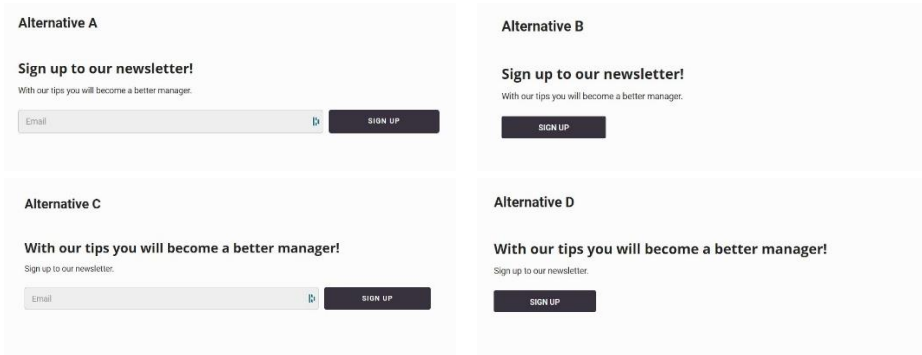 Alternative A
Sign up to our newsletter!
With our tips you will become a better manager.
Email
SIGN UP
Alternative B
Sign up to our newsletter!
With our tips you will become a better manager.
SIGN UP
Alternative C
With our tips you will become a better manager!
Sign up to our newsletter.
Email
SIGN UP
Alternative D
With our tips you will become a better manager!
Sign up to our newsletter.
SIGN UP